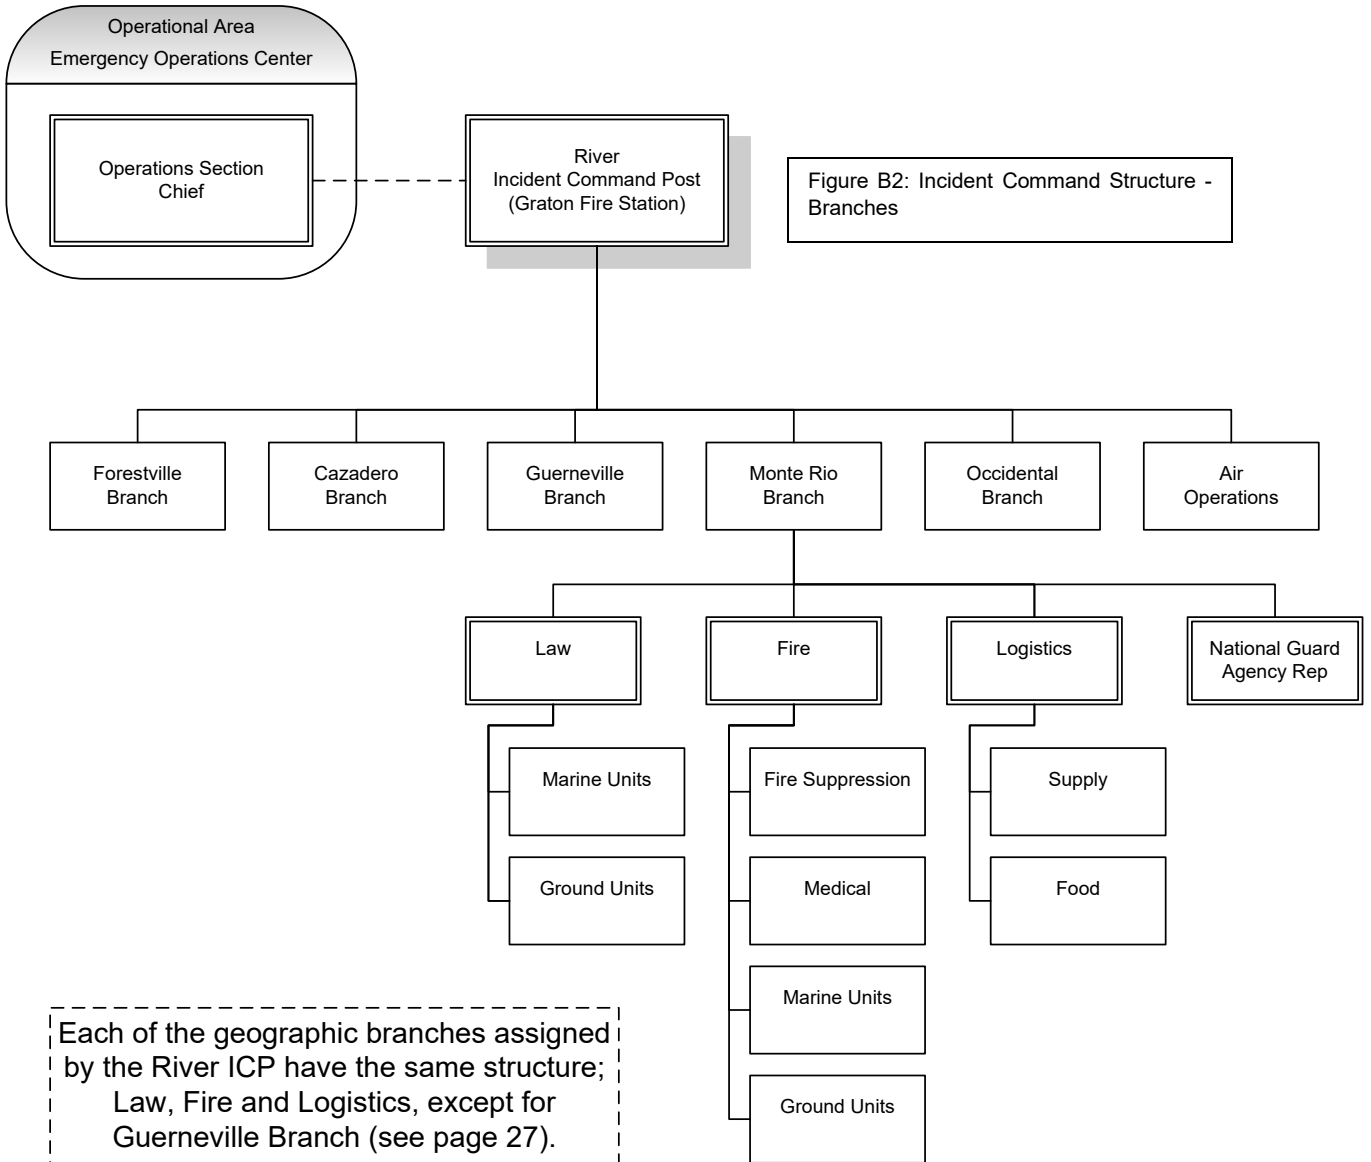 Operational Area
Emergency Operations Center
Operations Section
Chief
River
Incident Command Post
(Graton Fire Station)
Figure B2: Incident Command Structure -
Branches
Forestville
Branch
Cazadero
Branch
Guerneville
Branch
Monte Rio
Branch
Occidental
Branch
Air
Operations
Law
Fire
Logistics
National Guard
Agency Rep
Marine Units
Fire Suppression
Supply
Ground Units
Medical
Food
Marine Units
Ground Units
Each of the geographic branches assigned
by the River ICP have the same structure;
Law, Fire and Logistics, except for
Guerneville Branch (see page 27).